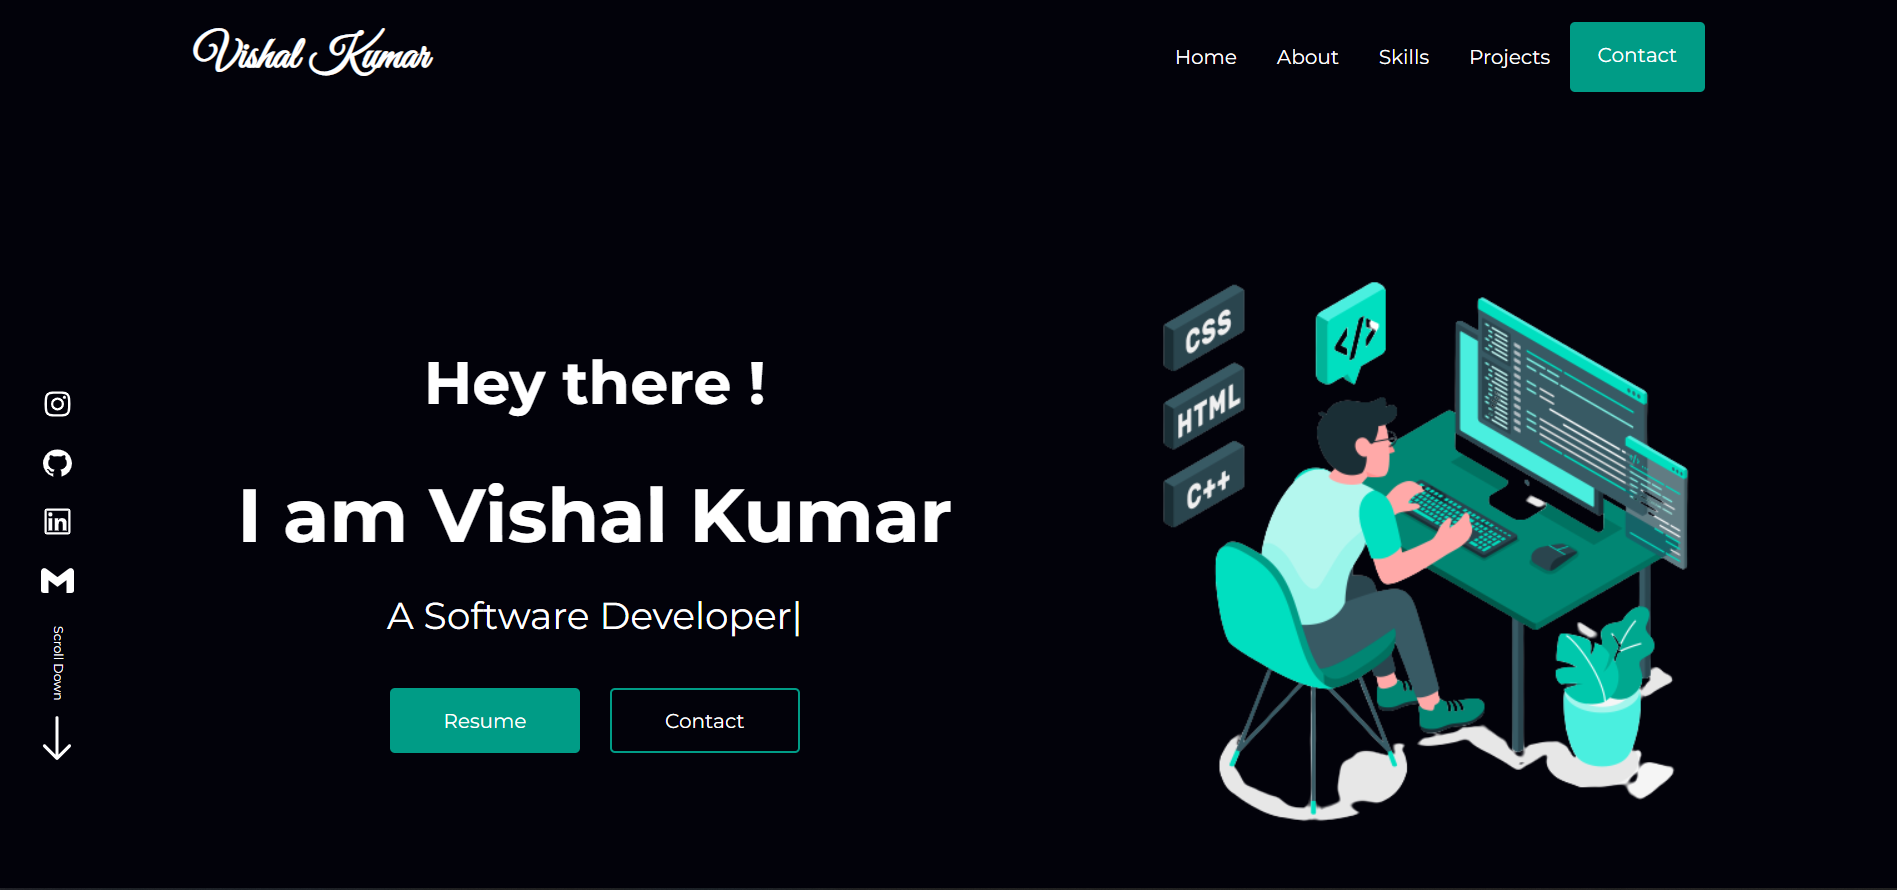 Vishal Kumar
Home About Skills Projects Contact
CSS
</>
HTML
C++
Hey there !
I am Vishal Kumar
A Software Developer|
Resume Contact
Scroll Down